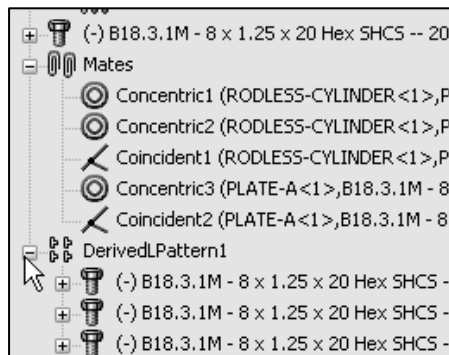 (-) B18.3.1M - 8 x 1.25 x 20 Hex SHCS -- 20
Mates
Concentric1 (RODLESS-CYLINDER<1>,P
Concentric2 (RODLESS-CYLINDER<1>,P
Coincident1 (RODLESS-CYLINDER<1>,P
Concentric3 (PLATE-A<1>,B18.3.1M - 8
Coincident2 (PLATE-A<1>,B18.3.1M - 8
DerivedLPattern1
(-) B18.3.1M - 8 x 1.25 x 20 Hex SHCS -
(-) B18.3.1M - 8 x 1.25 x 20 Hex SHCS -
(-) B18.3.1M - 8 x 1.25 x 20 Hex SHCS -